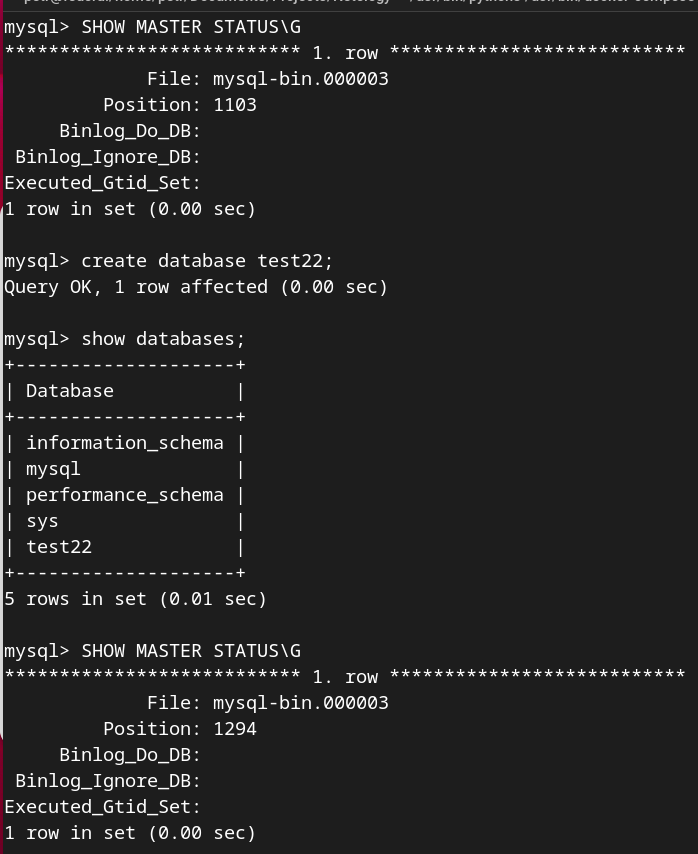 mysql> SHOW MASTER STATUS\G
*************************** 1. row ***************************
             File: mysql-bin.000003
         Position: 1103
     Binlog_Do_DB:
 Binlog_Ignore_DB:
Executed_Gtid_Set:
1 row in set (0.00 sec)

mysql> create database test22;
Query OK, 1 row affected (0.00 sec)

mysql> show databases;
+--------------------+
| Database           |
+--------------------+
| information_schema |
| mysql              |
| performance_schema |
| sys                |
| test22             |
+--------------------+
5 rows in set (0.01 sec)

mysql> SHOW MASTER STATUS\G
*************************** 1. row ***************************
             File: mysql-bin.000003
         Position: 1294
     Binlog_Do_DB:
 Binlog_Ignore_DB:
Executed_Gtid_Set:
1 row in set (0.00 sec)